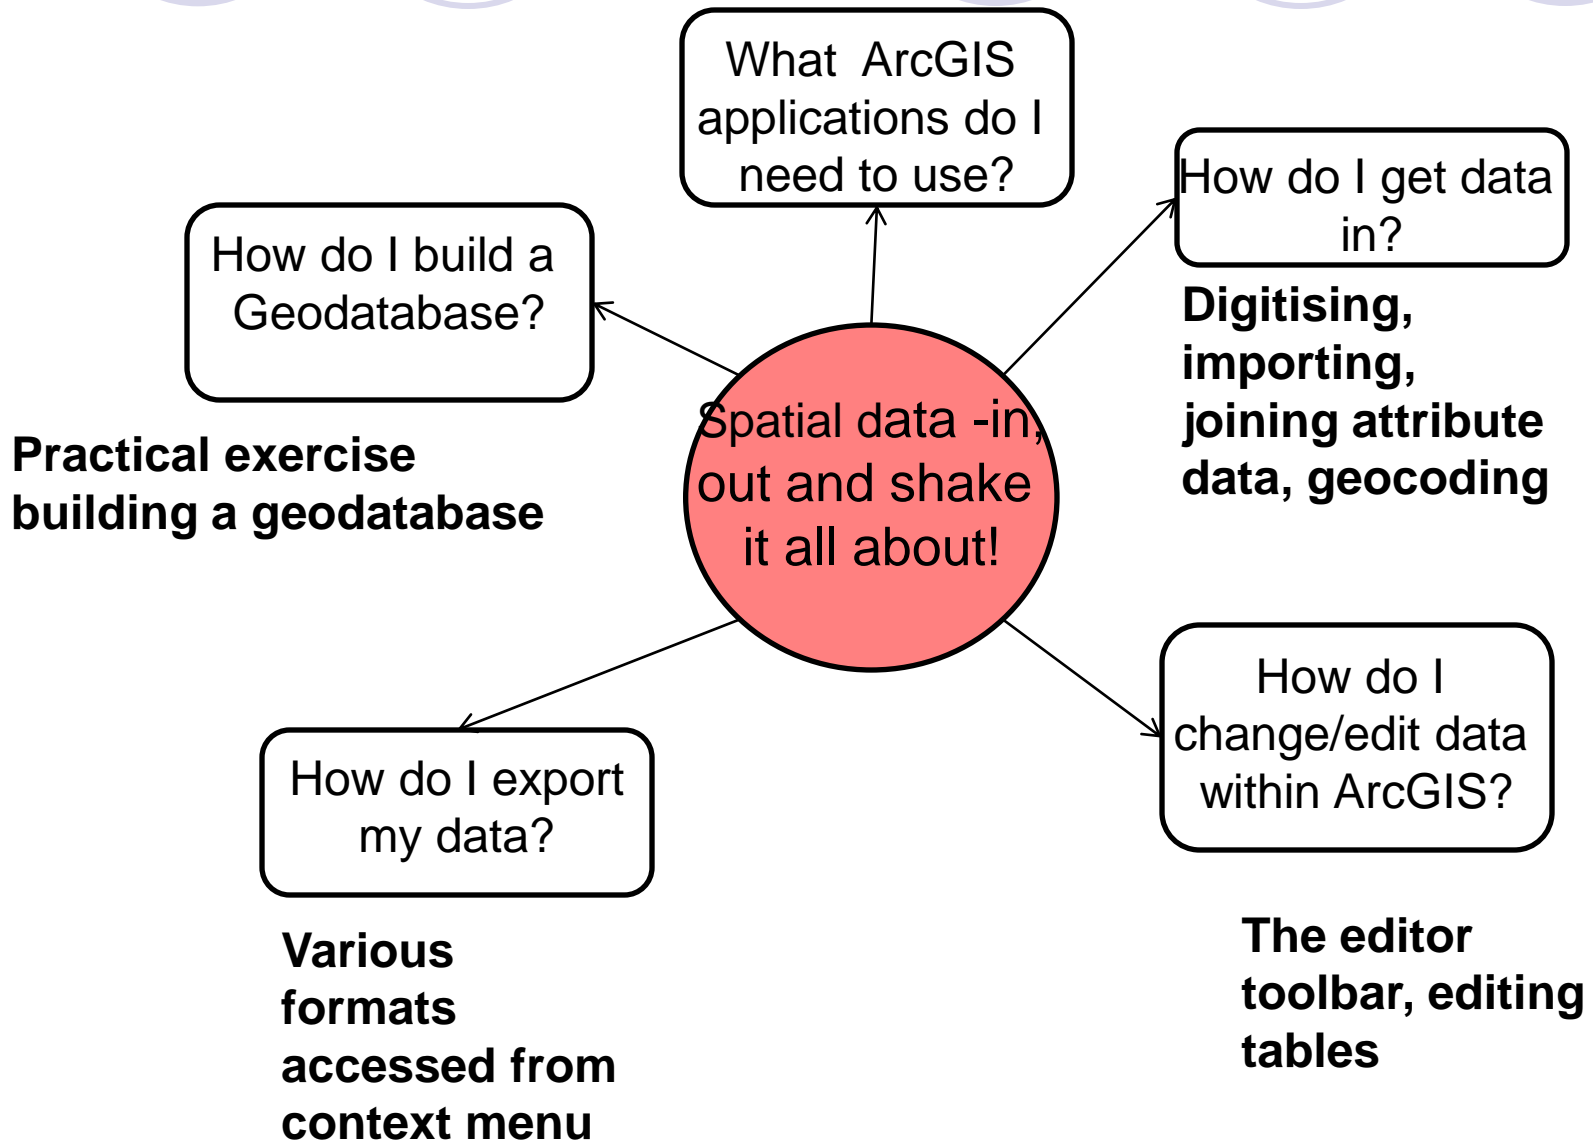 What ArcGIS
applications do I
need to use?
How do I get data
in?
Digitising,
importing,
joining attribute
data, geocoding
How do I build a
Geodatabase?
Practical exercise
building a geodatabase
Spatial data -in,
out and shake
it all about!
How do I
change/edit data
within ArcGIS?
The editor
toolbar, editing
tables
How do I export
my data?
Various
formats
accessed from
context menu